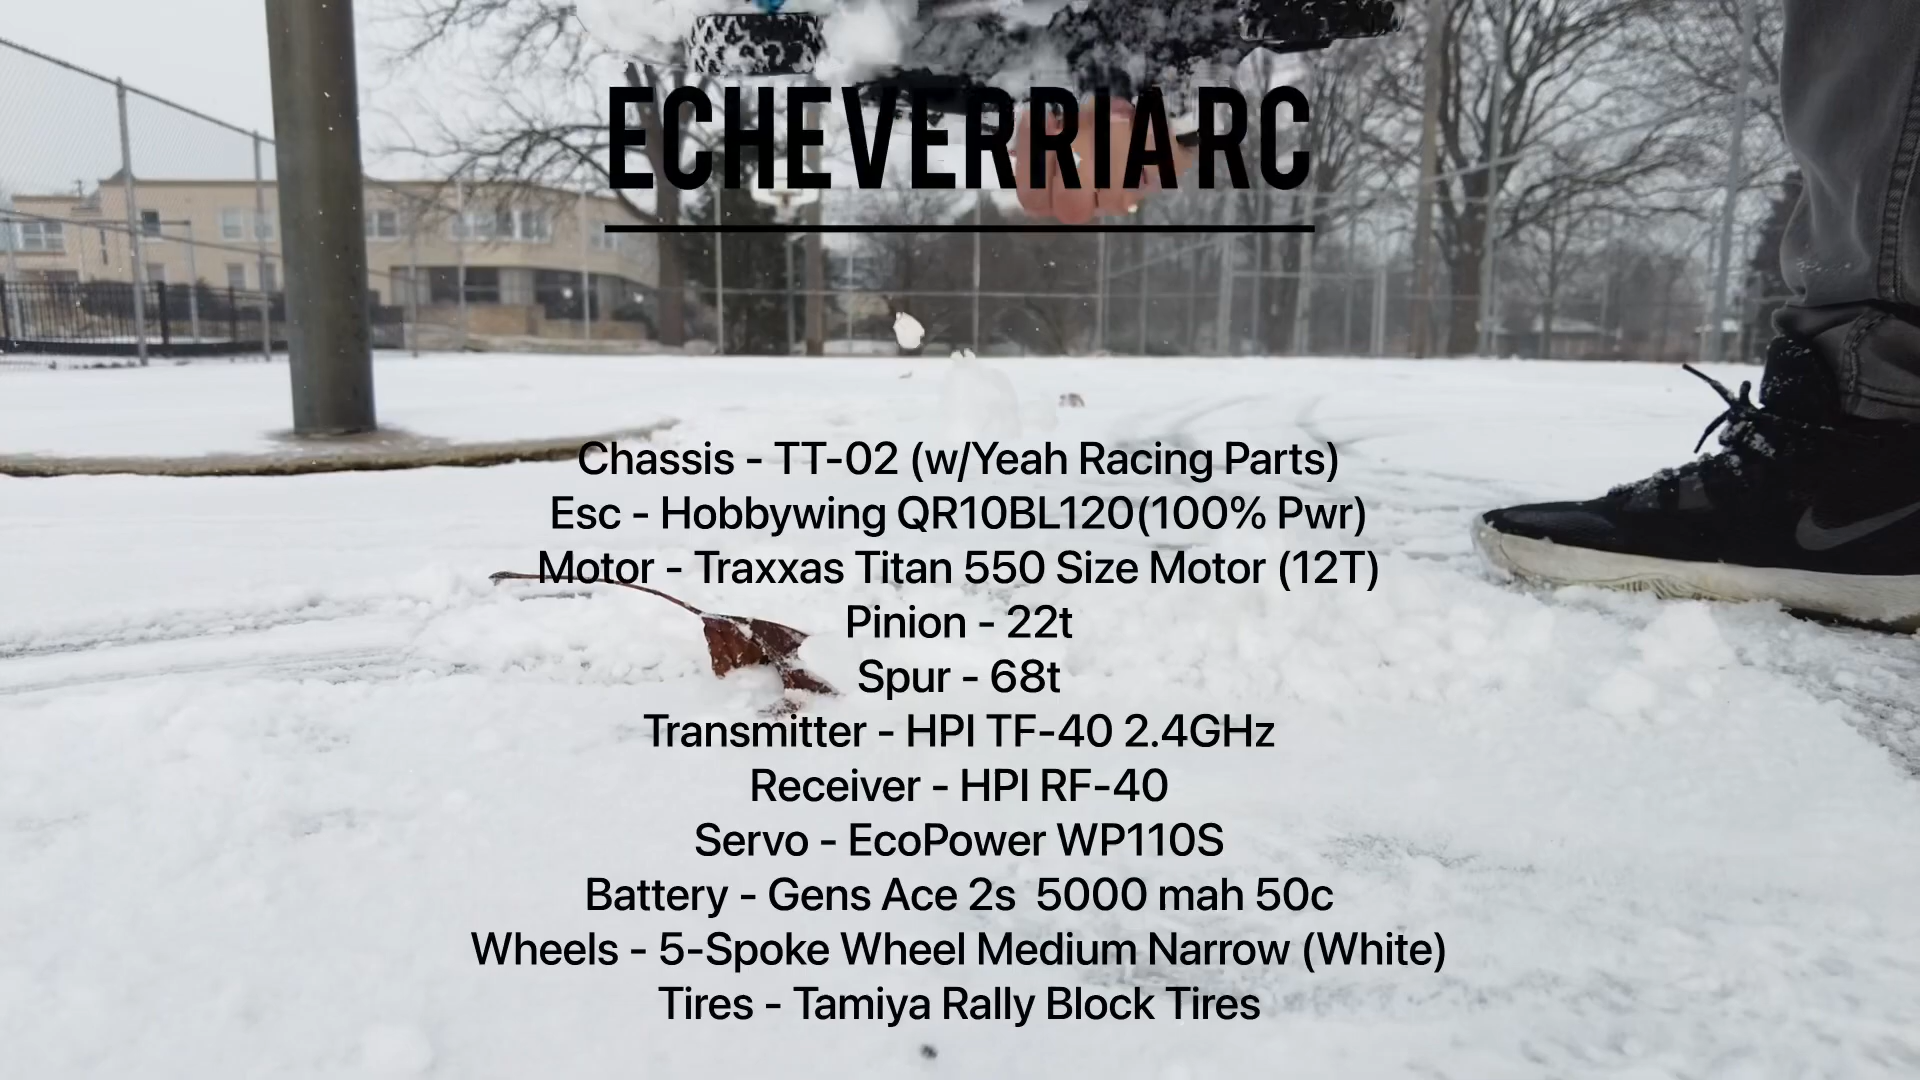 ECHEVERRIARC
Chassis - TT-02 (w/Yeah Racing Parts)
Esc - Hobbywing QR10BL120(100% Pwr)
Motor - Traxxas Titan 550 Size Motor (12T)
Pinion - 22t
Spur - 68t
Transmitter - HPI TF-40 2.4GHz
Receiver - HPI RF-40
Servo - EcoPower WP110S
Battery - Gens Ace 2s  5000 mah 50c
Wheels - 5-Spoke Wheel Medium Narrow (White)
Tires - Tamiya Rally Block Tires